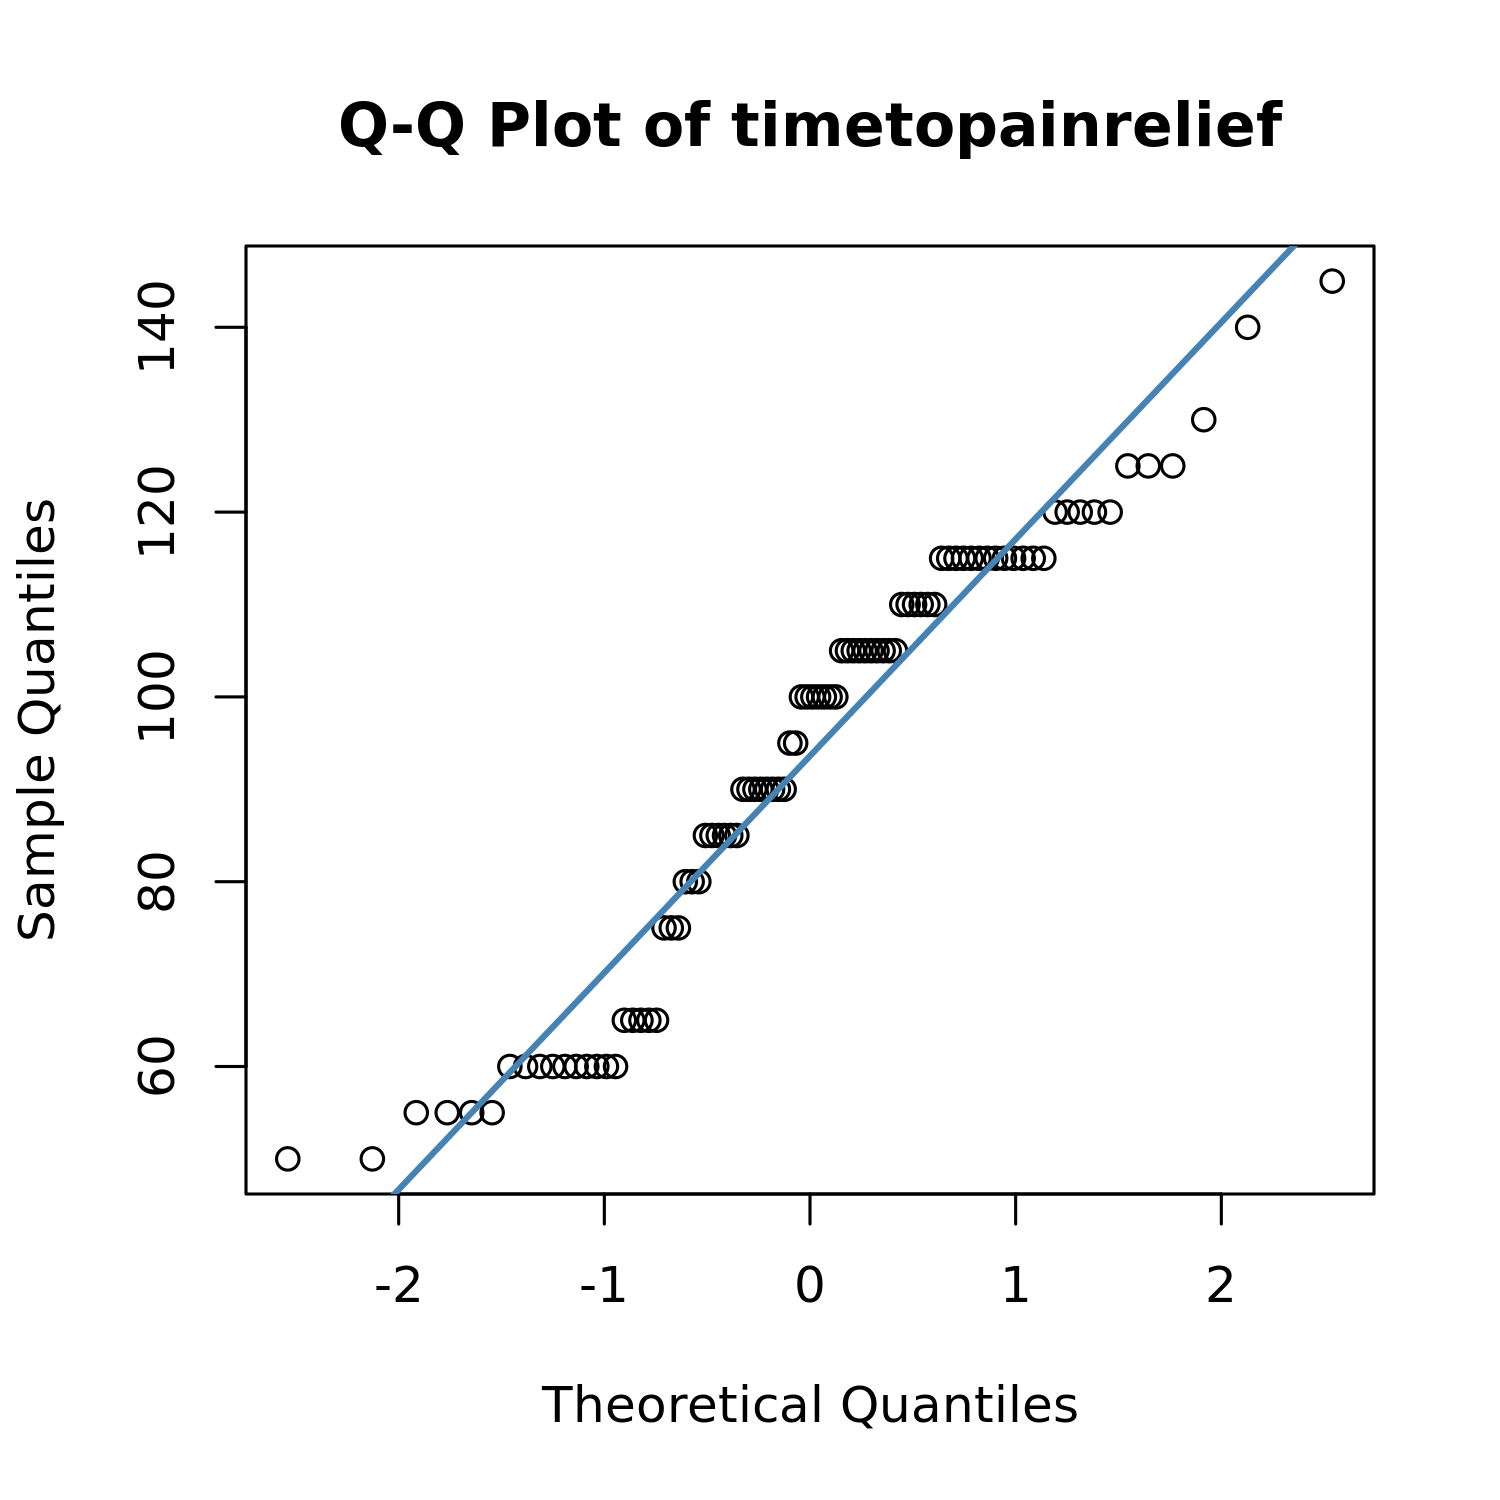 Q-Q Plot of timetopainrelief
Sample Quantiles
140
120
100
80
60
-2 -1 0 1 2
Theoretical Quantiles